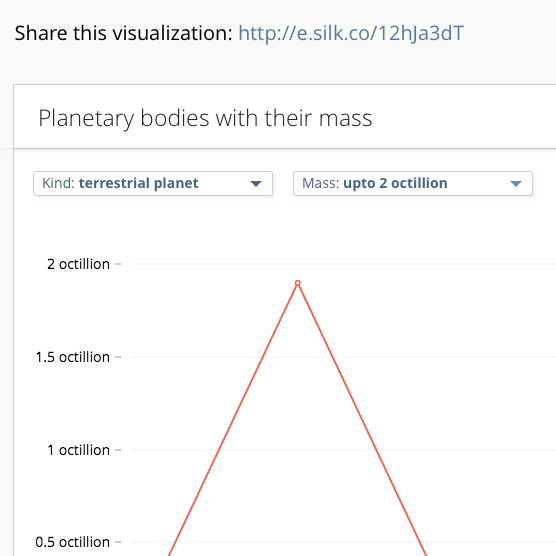 Share this visualization: http://e.silk.co/12hJa3dT
Planetary bodies with their mass
Kind: terrestrial planet
Mass: upto 2 octillion
2 octillion
1.5 octillion
1 octillion
0.5 octillion